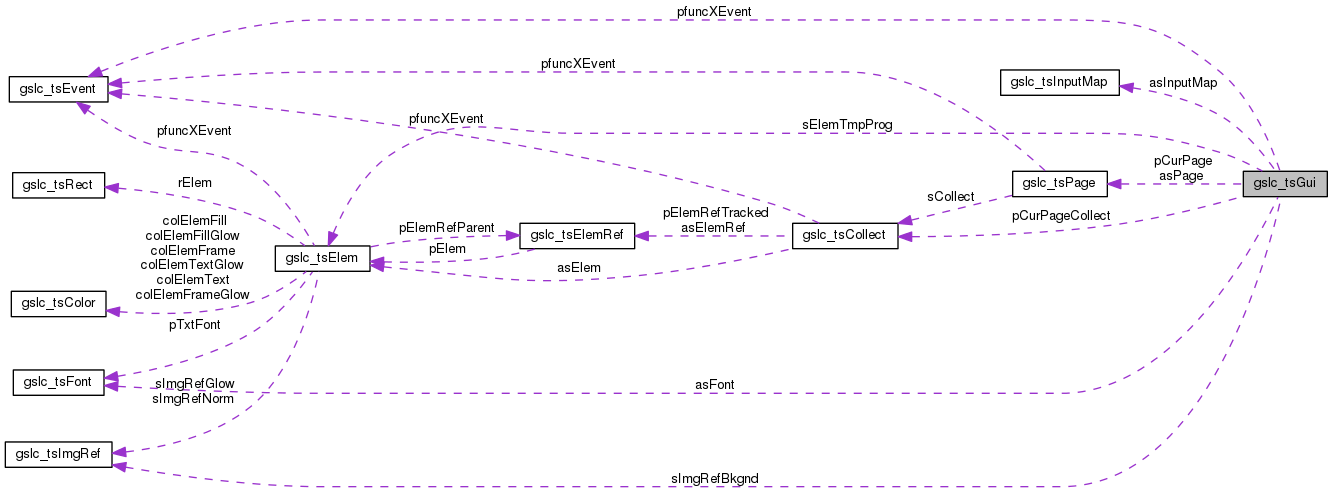 pfuncXEvent
pfuncXEvent
gslc_tsEvent
gslc_tsInputMap
asInputMap
pfuncXEvent
pfuncXEvent
sElemTmpProg
gslc_tsRect
rElem
gslc_tsPage
pCurPage
asPage
gslc_tsGui
sCollect
pCurPageCollect
colElemFill
colElemFillGlow
colElemFrame
colElemTextGlow
colElemText
colElemFrameGlow
gslc_tsElem
pElemRefParent
pElem
gslc_tsElemRef
pElemRefTracked
asElemRef
gslc_tsCollect
asElem
gslc_tsColor
pTxtFont
gslc_tsFont
sImgRefGlow
sImgRefNorm
asFont
gslc_tsImgRef
sImgRefBkgnd